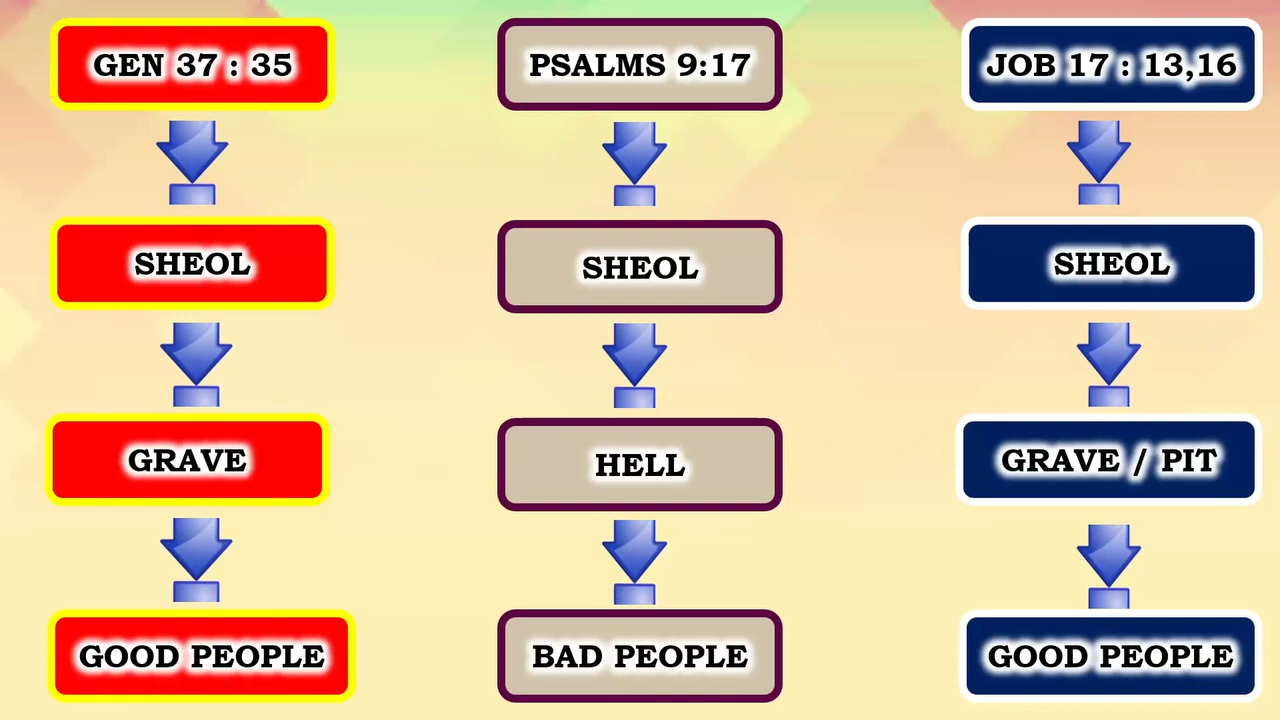 GEN 37 : 35
SHEOL
GRAVE
GOOD PEOPLE
PSALMS 9:17
SHEOL
HELL
BAD PEOPLE
JOB 17 : 13,16
SHEOL
GRAVE / PIT
GOOD PEOPLE